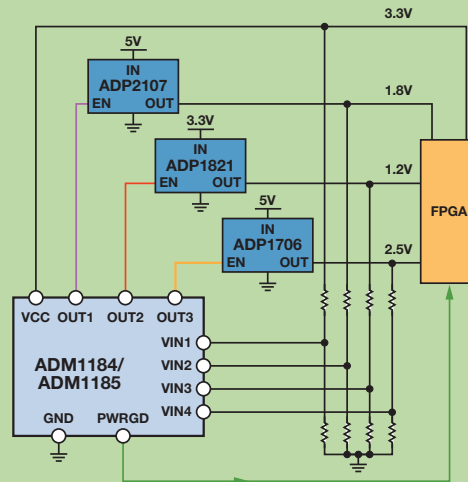 3.3V
5V
IN
ADP2107
EN OUT
1.8V
3.3V
IN
ADP1821
EN OUT
1.2V
5V
IN
ADP1706
EN OUT
2.5V
FPGA
VCC OUT1 OUT2 OUT3
ADM1184/
ADM1185
VIN1
VIN2
VIN3
VIN4
GND PWRGD